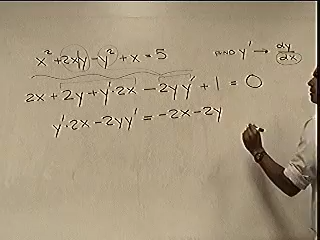 x² + 2xy - y² + x = 5
FIND y' → dy/dx
2x + 2y + y'·2x - 2yy' + 1 = 0
y'·2x - 2yy' = -2x - 2y